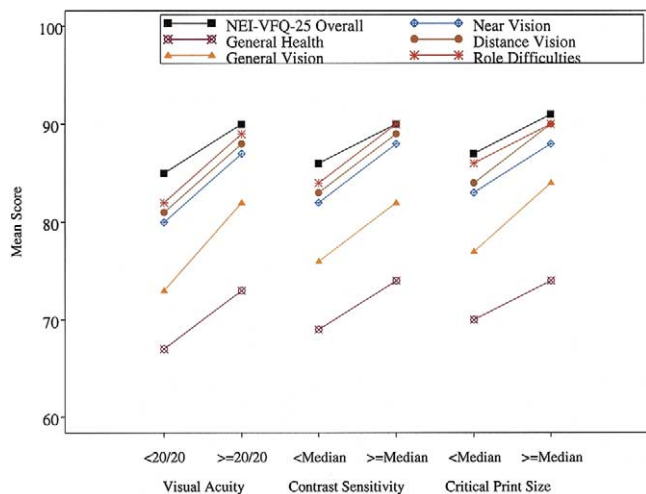 NEI-VFQ-25 Overall
General Health
General Vision
Near Vision
Distance Vision
Role Difficulties
100
90
80
70
60
Mean Score
<20/20 >=20/20 <Median >=Median <Median >=Median
Visual Acuity Contrast Sensitivity Critical Print Size